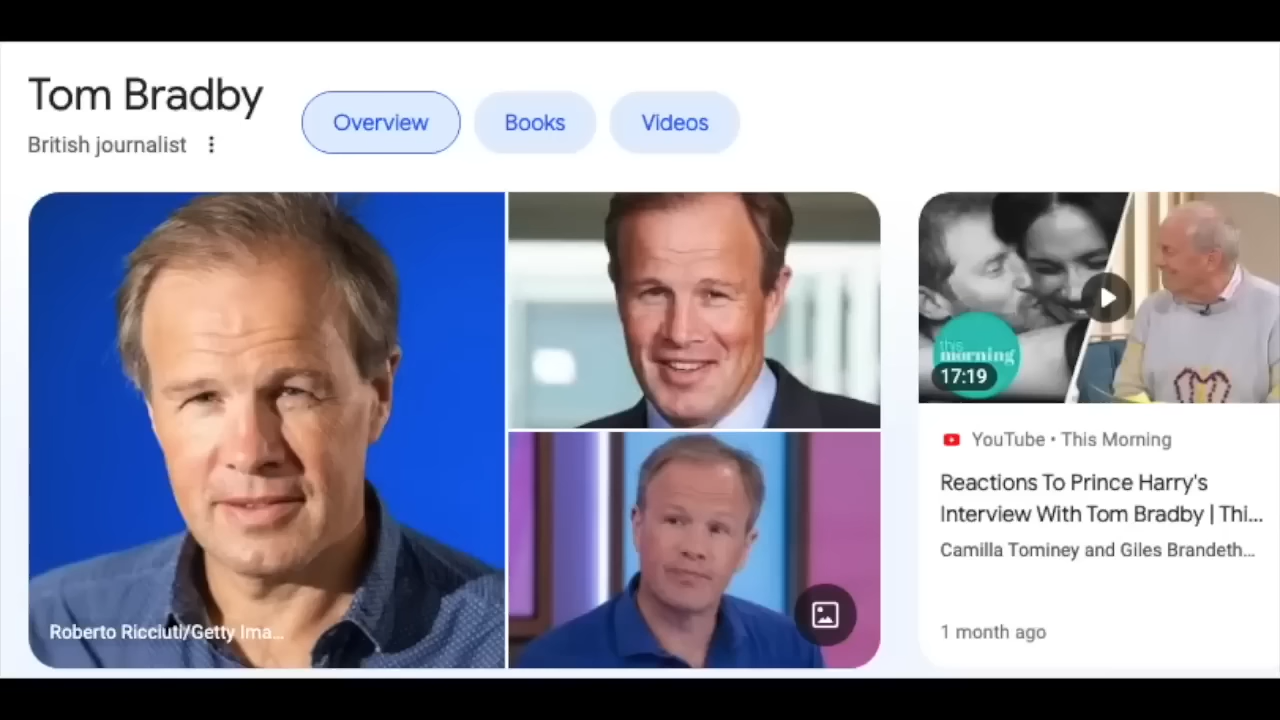 Tom Bradby
British journalist
Overview
Books
Videos
Roberto Ricciuti/Getty Ima...
this
morning
17:19
YouTube • This Morning
Reactions To Prince Harry's
Interview With Tom Bradby | Thi...
Camilla Tominey and Giles Brandeth...
1 month ago